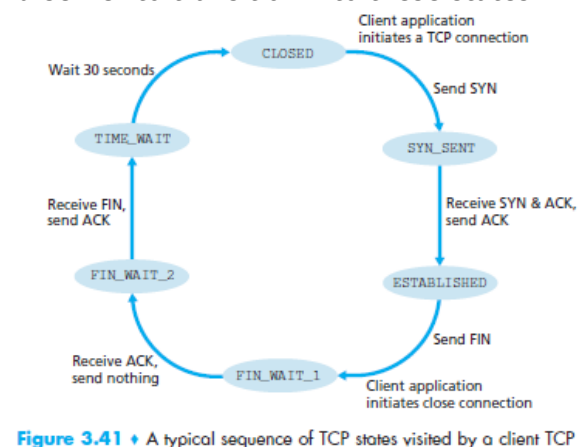 Client application
initiates a TCP connection
CLOSED
Wait 30 seconds
Send SYN
TIME_WAIT
SYN_SENT
Receive FIN,
send ACK
Receive SYN & ACK,
send ACK
FIN_WAIT_2
ESTABLISHED
Send FIN
Receive ACK,
send nothing
FIN_WAIT_1
Client application
initiates close connection
Figure 3.41 ♦ A typical sequence of TCP states visited by a client TCP